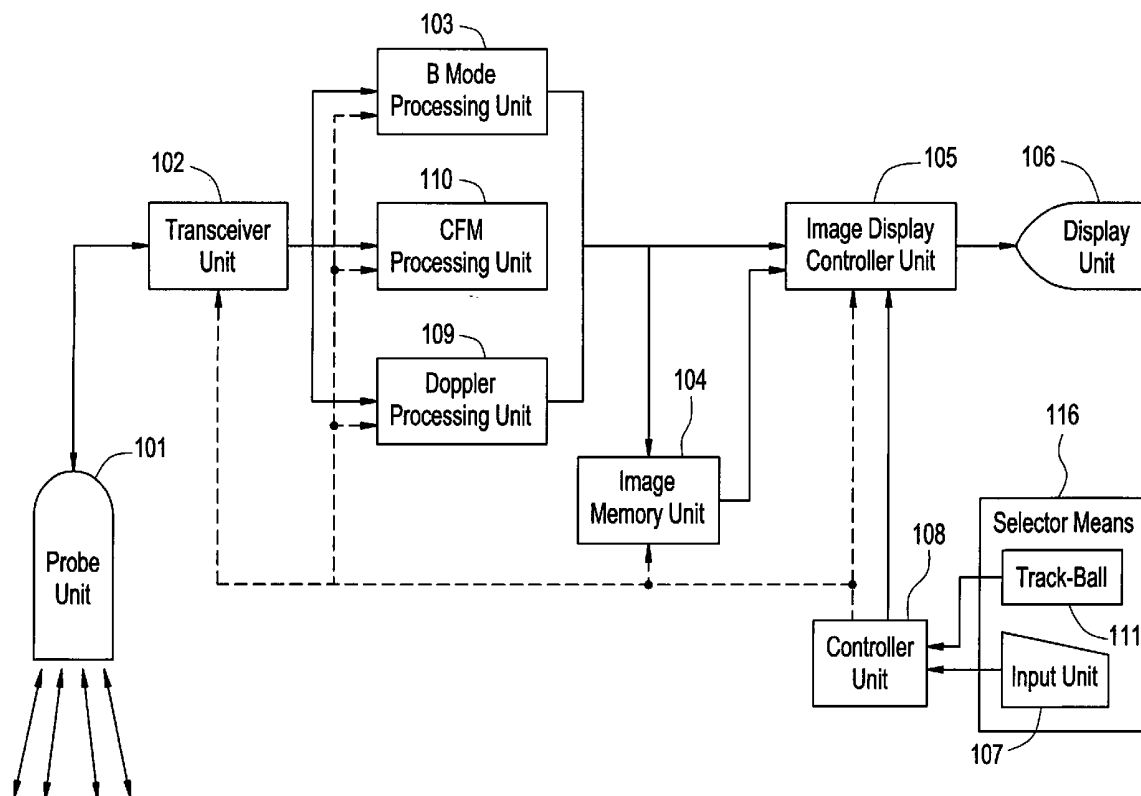 103
B Mode
Processing Unit
102
Transceiver
Unit
110
CFM
Processing Unit
105
Image Display
Controller Unit
106
Display
Unit
109
Doppler
Processing Unit
101
Probe
Unit
104
Image
Memory Unit
116
Selector Means
Track-Ball
111
108
Controller
Unit
Input Unit
107